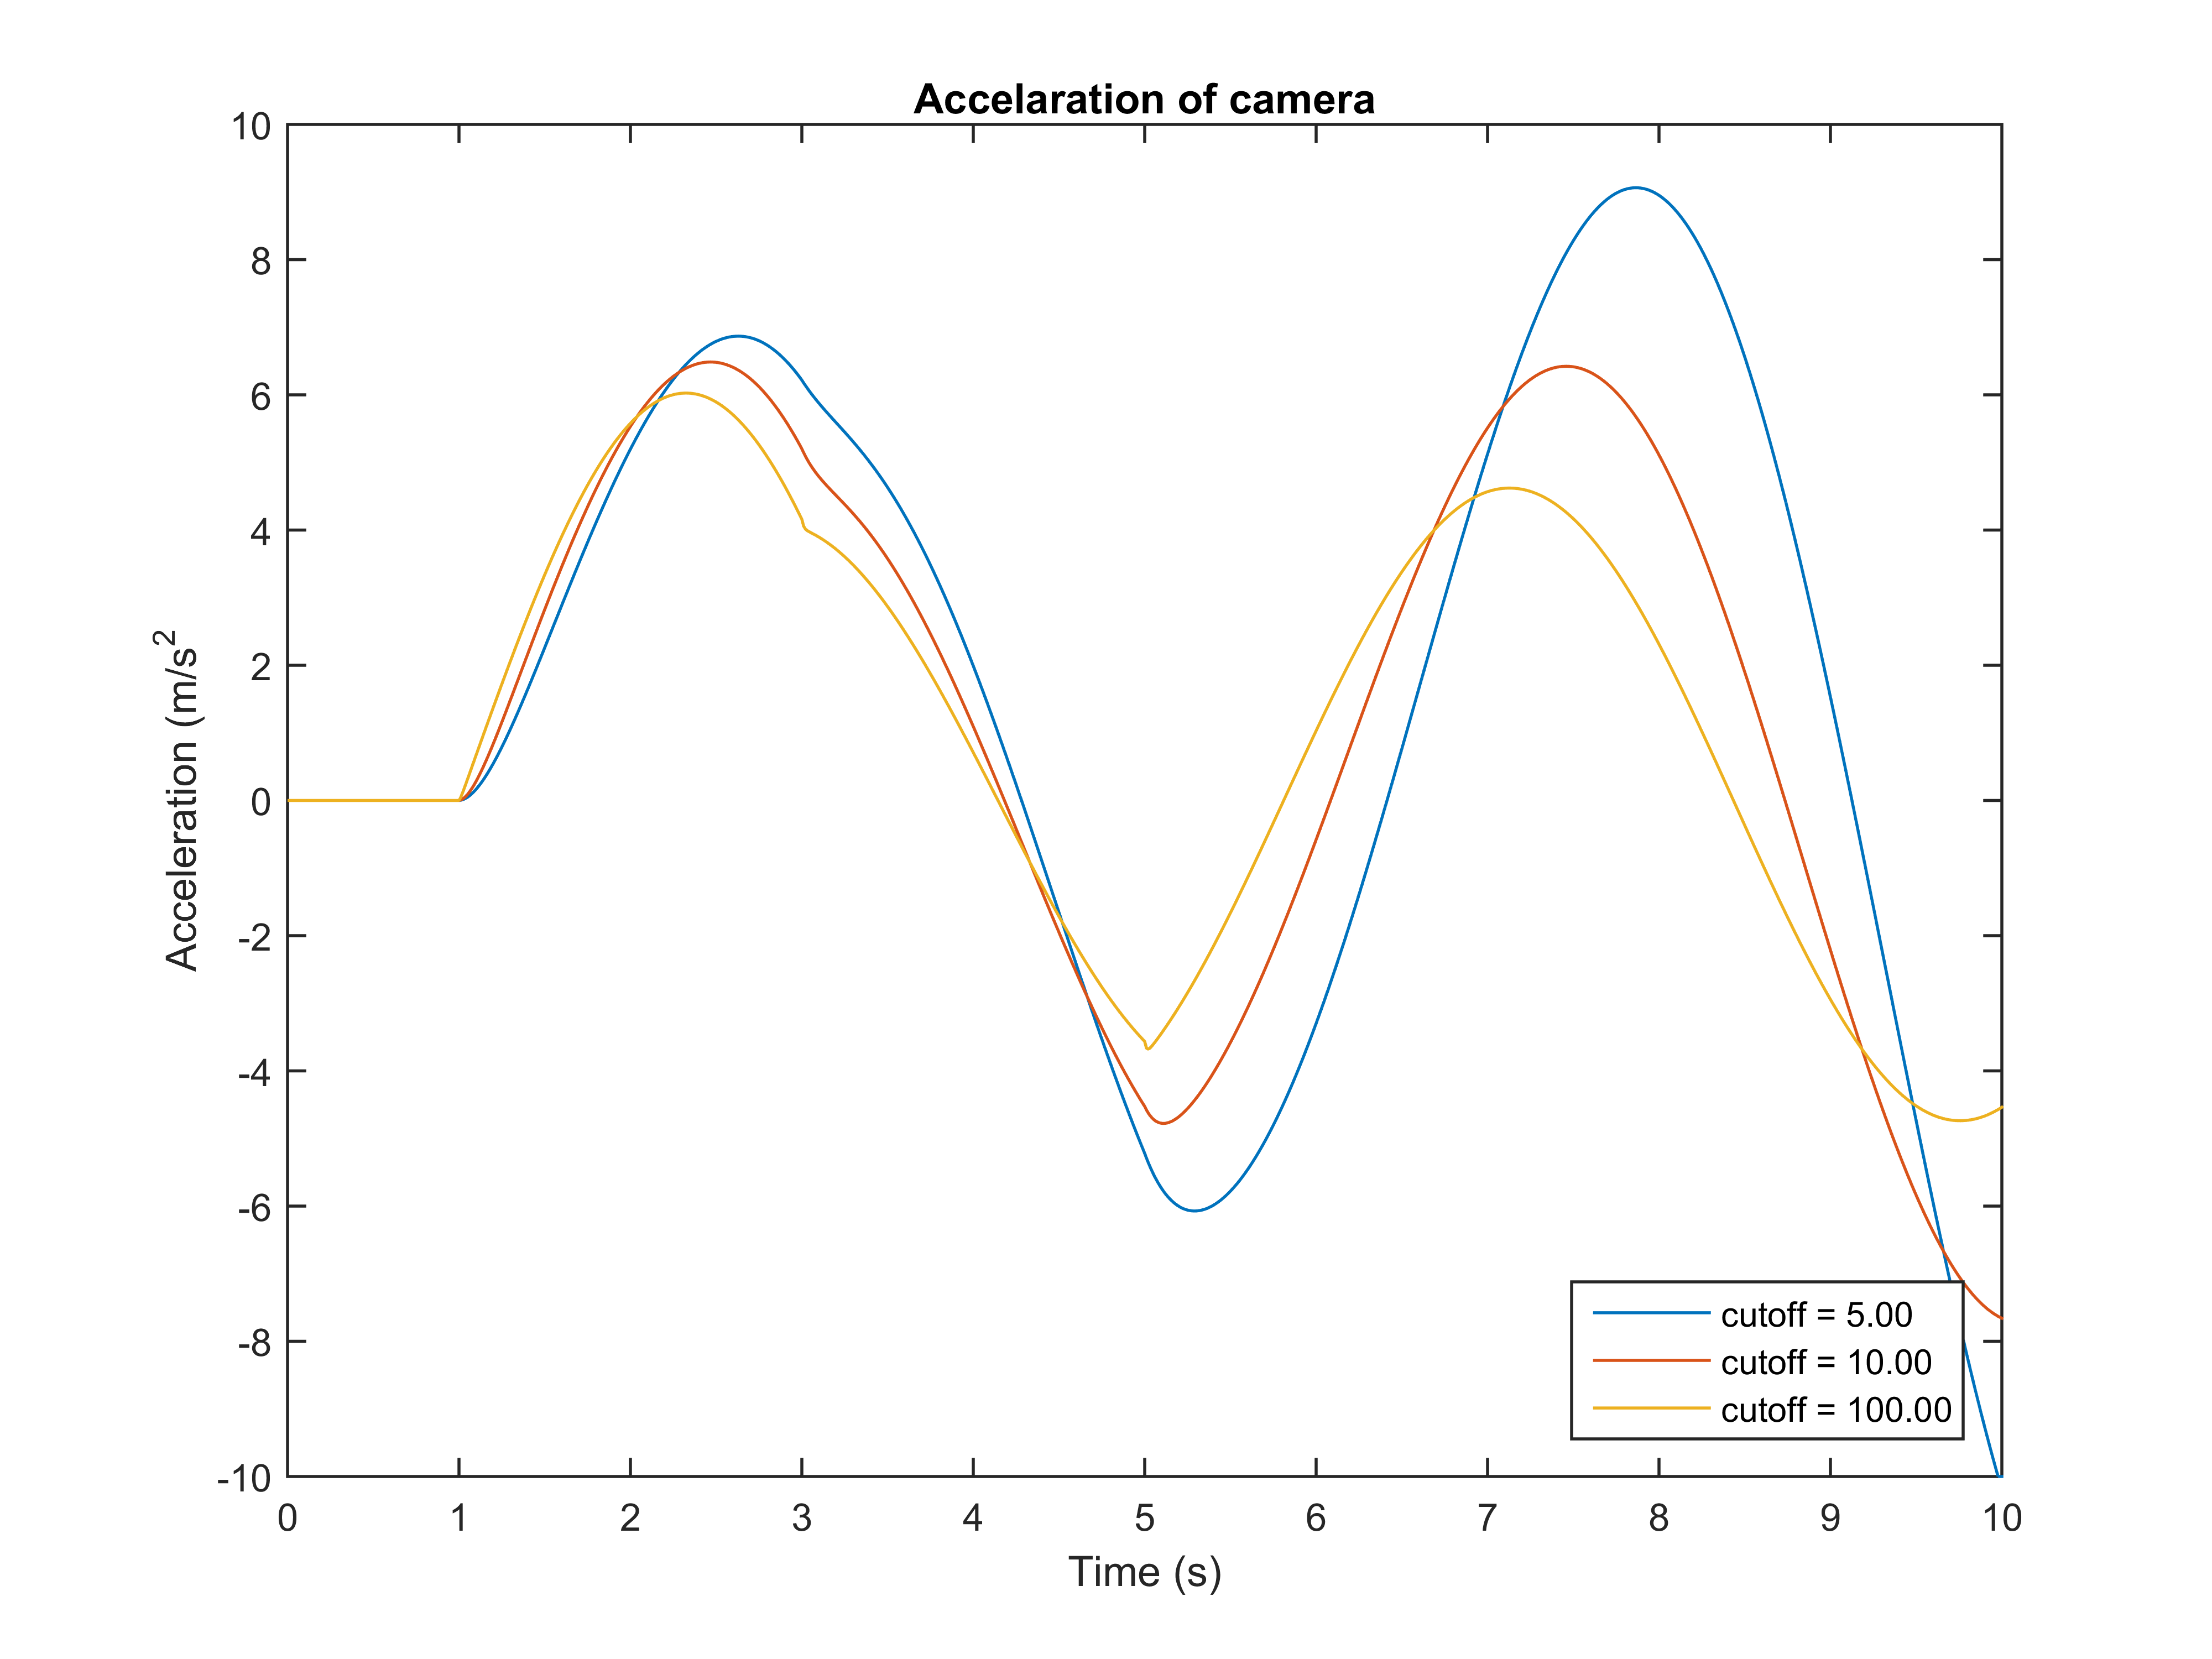 Accelaration of camera
10
8
6
4
2
0
-2
-4
-6
-8
-10
Acceleration (m/s²
0 1 2 3 4 5 6 7 8 9 10
Time (s)
cutoff = 5.00
cutoff = 10.00
cutoff = 100.00